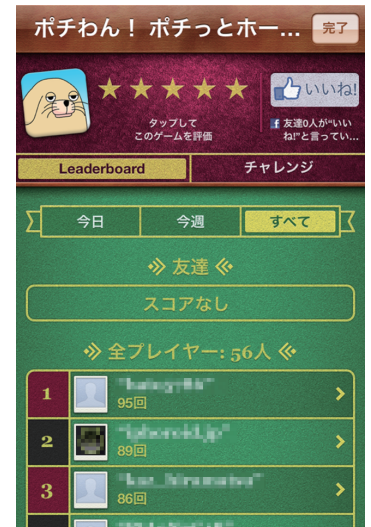 ポチわん！ ポチっとホー...
完了
いいね!
タップして
このゲームを評価
友達0人が“いい
ね!”と言ってい...
Leaderboard
チャレンジ
今日
今週
すべて
友達
スコアなし
全プレイヤー: 56人
1
95回
2
89回
3
86回